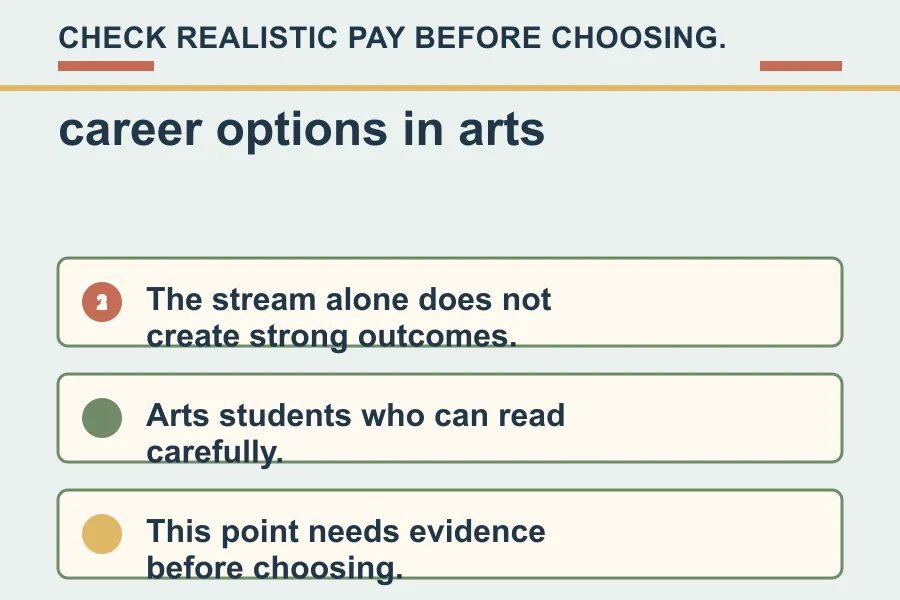 CHECK REALISTIC PAY BEFORE CHOOSING.
career options in arts
The stream alone does not
create strong outcomes.
Arts students who can read
carefully.
This point needs evidence
before choosing.